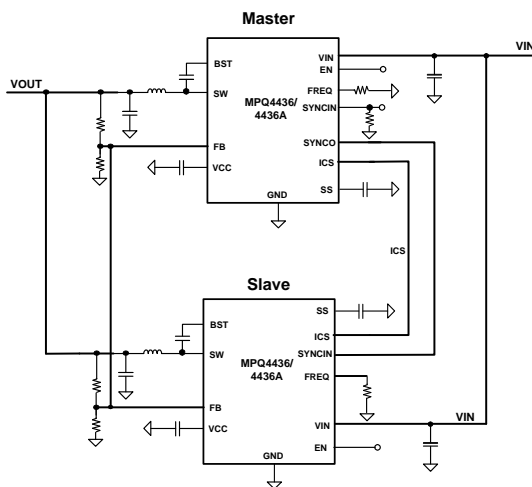 Master
VIN
VOUT
BST
SW
FB
VCC
GND
MPQ4436/
4436A
VIN
EN
FREQ
SYNCIN
SYNCO
ICS
SS
ICS
Slave
BST
SW
FB
VCC
GND
MPQ4436/
4436A
SS
ICS
SYNCIN
FREQ
VIN
VIN
EN